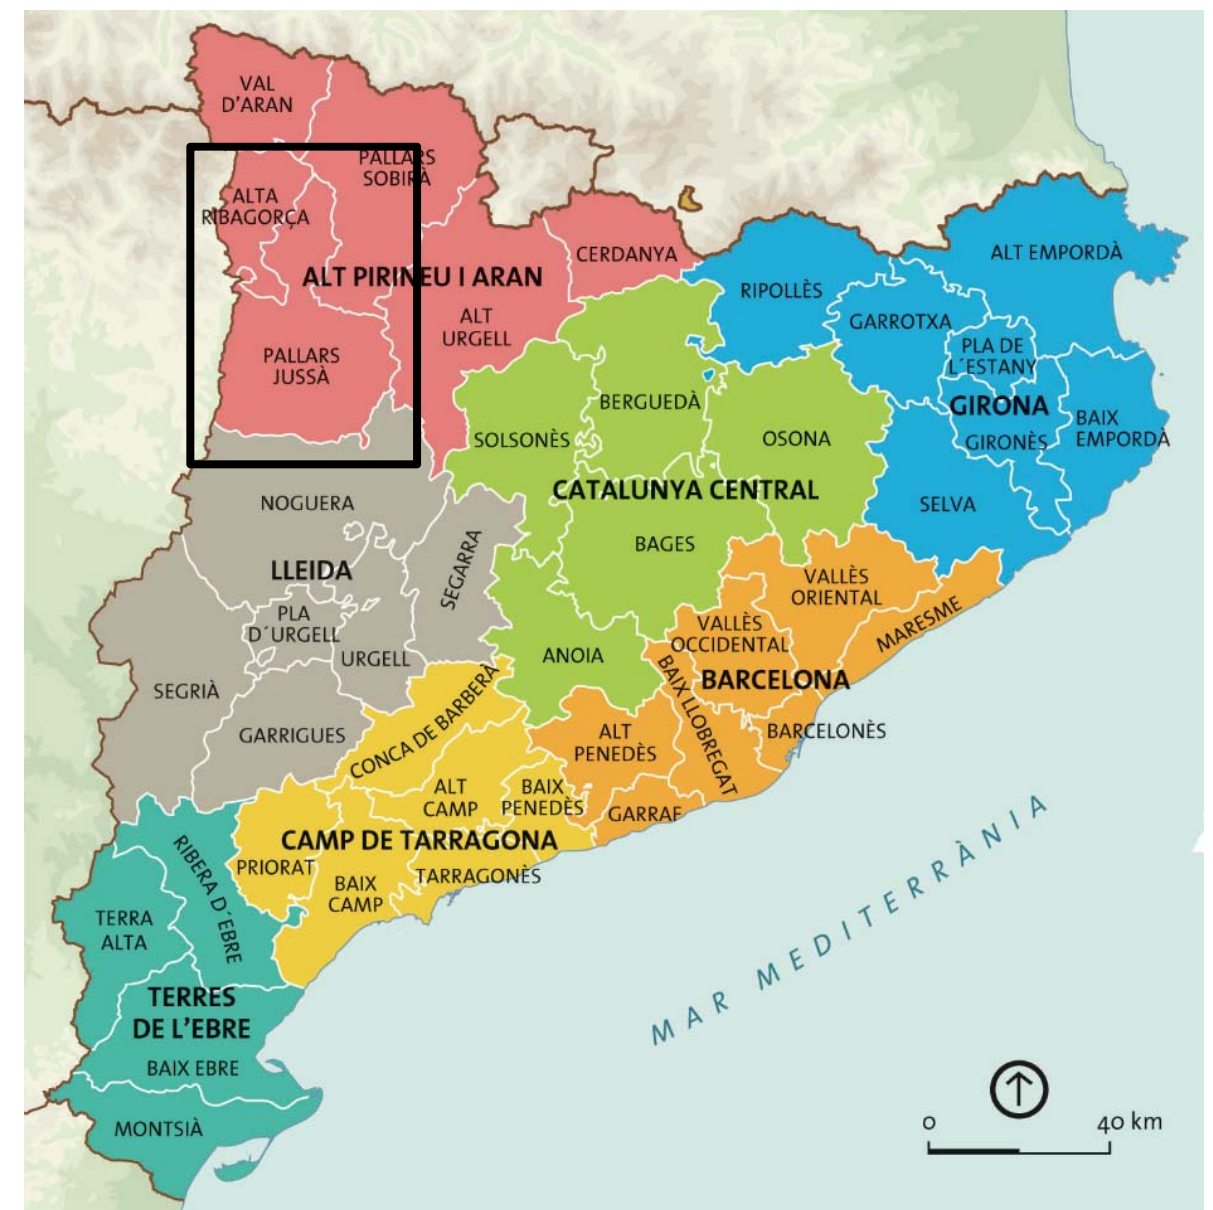 VAL
D’ARAN
PALLARS
SOBIRÀ
ALTA
RIBAGORÇA
ALT PIRINEU I ARAN
CERDANYA
ALT
URGELL
PALLARS
JUSSÀ
RIPOLLÈS
ALT EMPORDÀ
GARROTXA
PLA DE
L´ESTANY
GIRONA
GIRONÈS
BAIX
EMPORDÀ
SELVA
BERGUEDÀ
SOLSONÈS
OSONA
CATALUNYA CENTRAL
BAGES
ANOIA
NOGUERA
LLEIDA
SEGARRA
PLA
D´URGELL
URGELL
SEGRIÀ
GARRIGUES
VALLÈS
ORIENTAL
MARESME
VALLÈS
OCCIDENTAL
BARCELONA
BAIX LLOBREGAT
BARCELONÈS
ALT
PENEDÈS
GARRAF
CONCA DE BARBERÀ
ALT
CAMP
BAIX
PENEDÈS
CAMP DE TARRAGONA
PRIORAT
BAIX
CAMP
TARRAGONÈS
RIBERA D´EBRE
TERRA
ALTA
TERRES
DE L’EBRE
BAIX EBRE
MONTSIÀ
MAR MEDITERRÀNIA
0 40 km